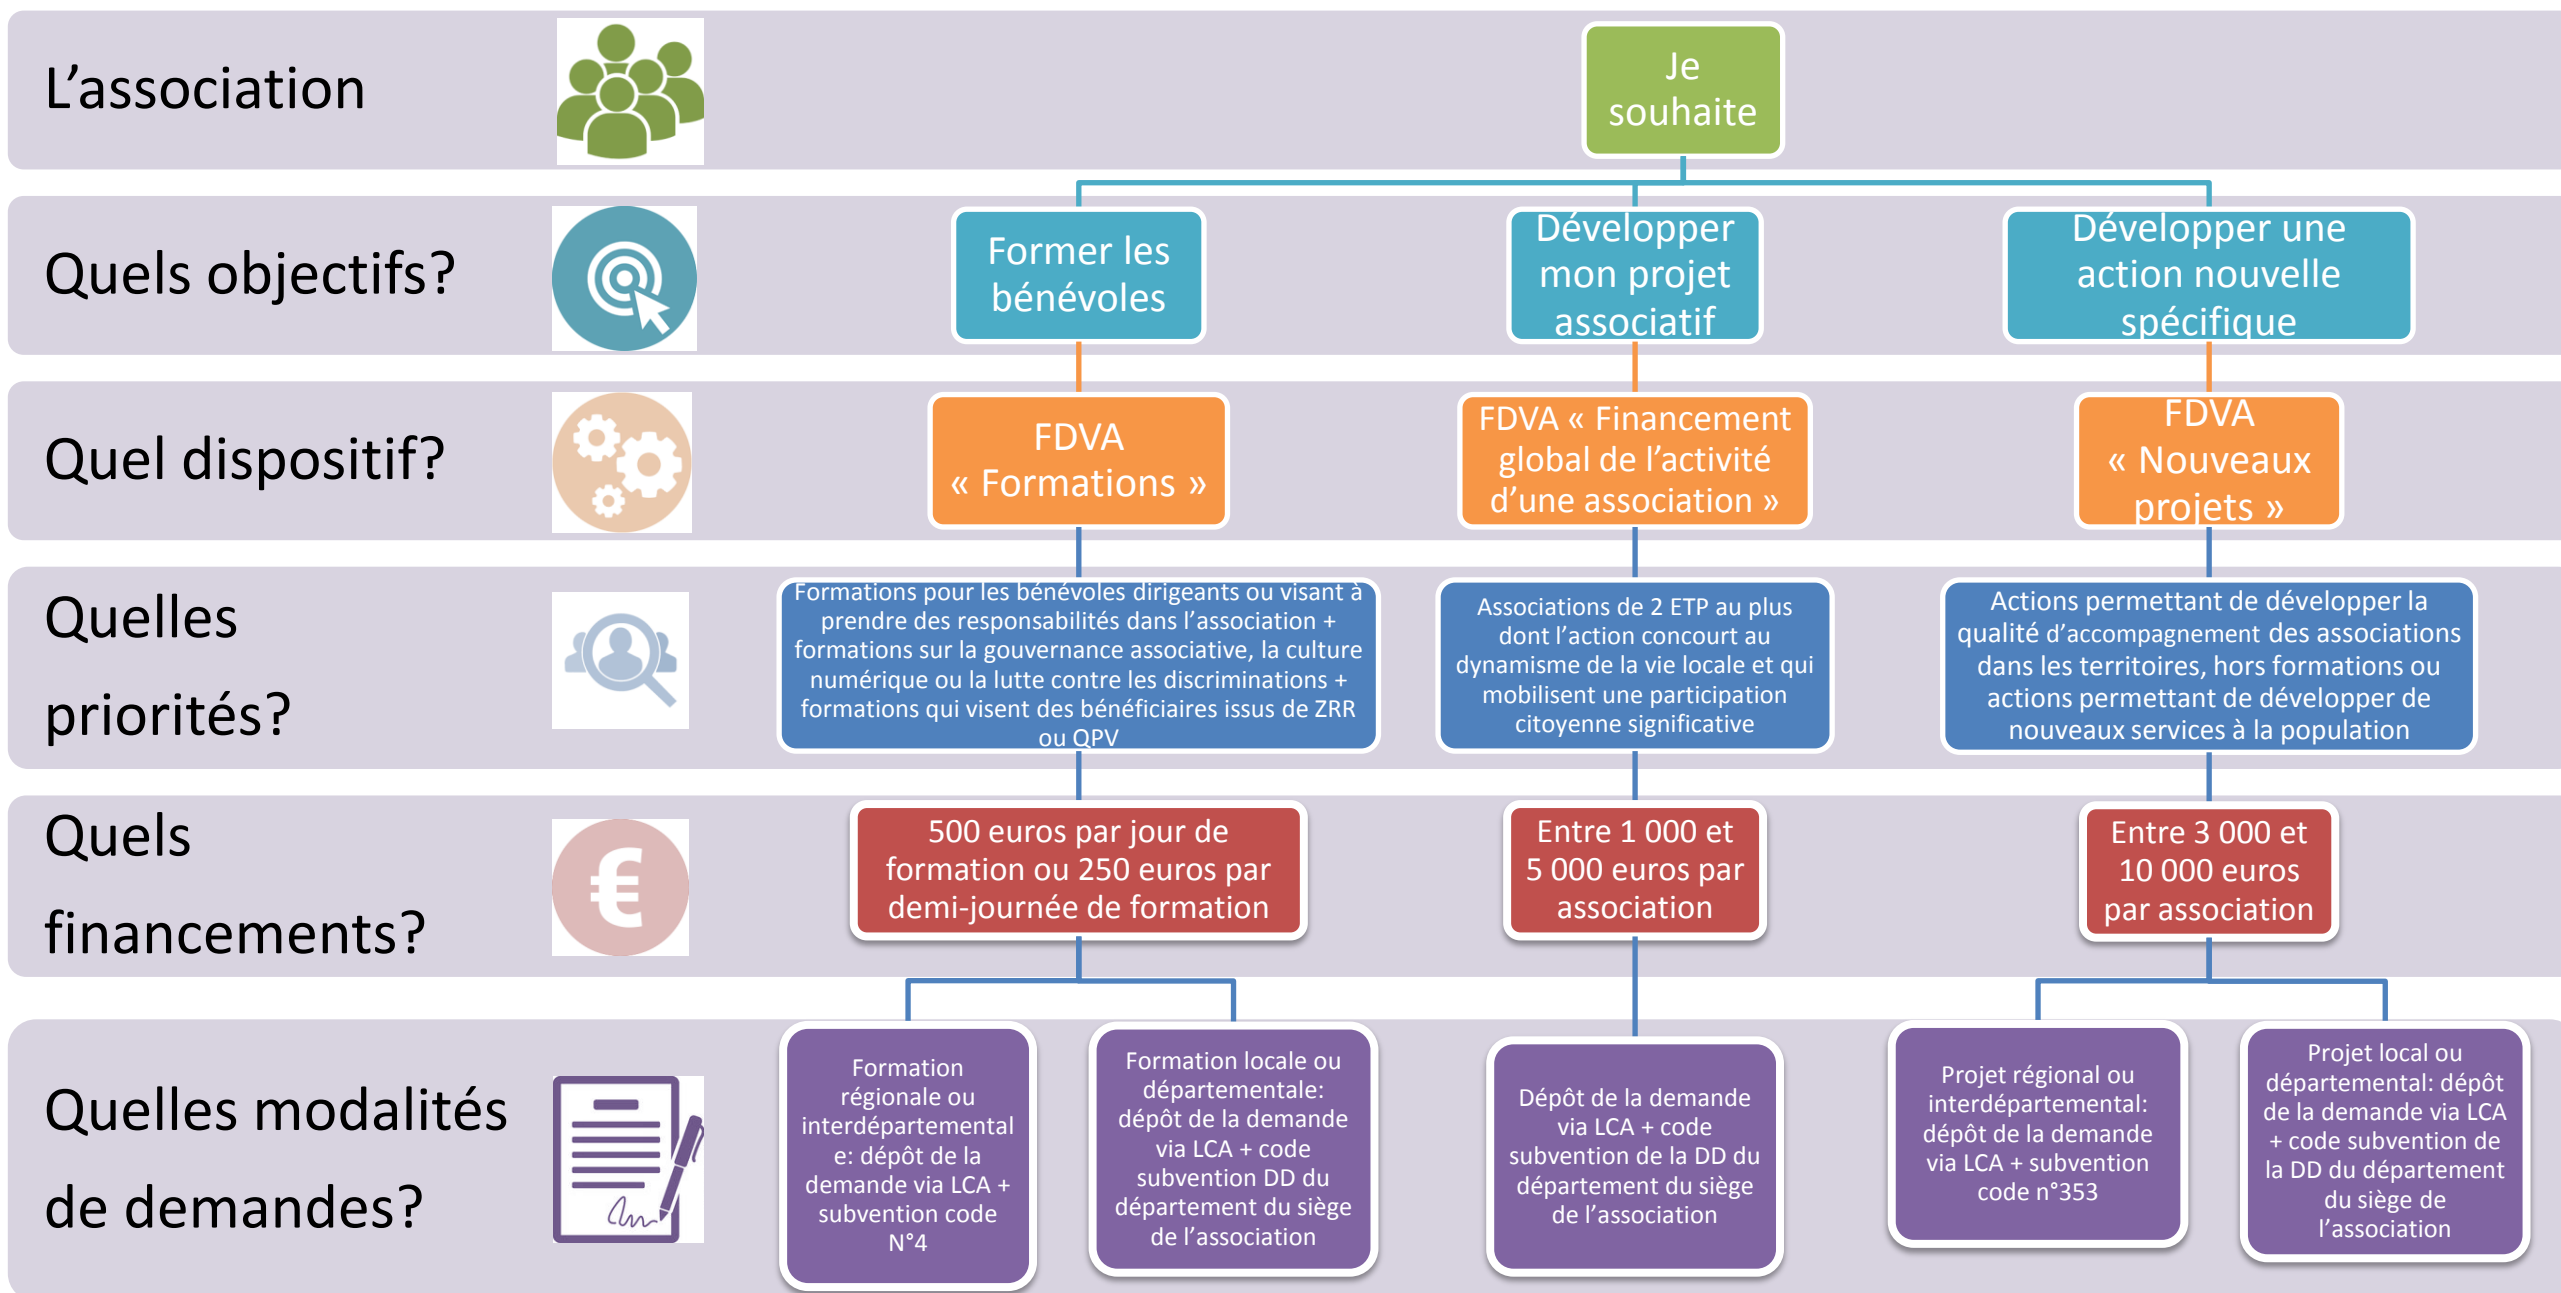 L’association
Je
souhaite
Quels objectifs?
Former les
bénévoles
Développer
mon projet
associatif
Développer une
action nouvelle
spécifique
Quel dispositif?
FDVA
« Formations »
FDVA « Financement
global de l’activité
d’une association »
FDVA
« Nouveaux
projets »
Quelles
priorités?
Formations pour les bénévoles dirigeants ou visant à
prendre des responsabilités dans l’association +
formations sur la gouvernance associative, la culture
numérique ou la lutte contre les discriminations +
formations qui visent des bénéficiaires issus de ZRR
ou QPV
Associations de 2 ETP au plus
dont l’action concourt au
dynamisme de la vie locale et qui
mobilisent une participation
citoyenne significative
Actions permettant de développer la
qualité d’accompagnement des associations
dans les territoires, hors formations ou
actions permettant de développer de
nouveaux services à la population
Quels
financements?
€
500 euros par jour de
formation ou 250 euros par
demi-journée de formation
Entre 1 000 et
5 000 euros par
association
Entre 3 000 et
10 000 euros
par association
Quelles modalités
de demandes?
Formation
régionale ou
interdépartemental
e: dépôt de la
demande via LCA +
subvention code
N°4
Formation locale ou
départementale:
dépôt de la demande
via LCA + code
subvention DD du
département du siège
de l’association
Dépôt de la demande
via LCA + code
subvention de la DD du
département du siège
de l’association
Projet régional ou
interdépartemental:
dépôt de la demande
via LCA + subvention
code n°353
Projet local ou
départemental: dépôt
de la demande via LCA
+ code subvention de
la DD du département
du siège de
l’association